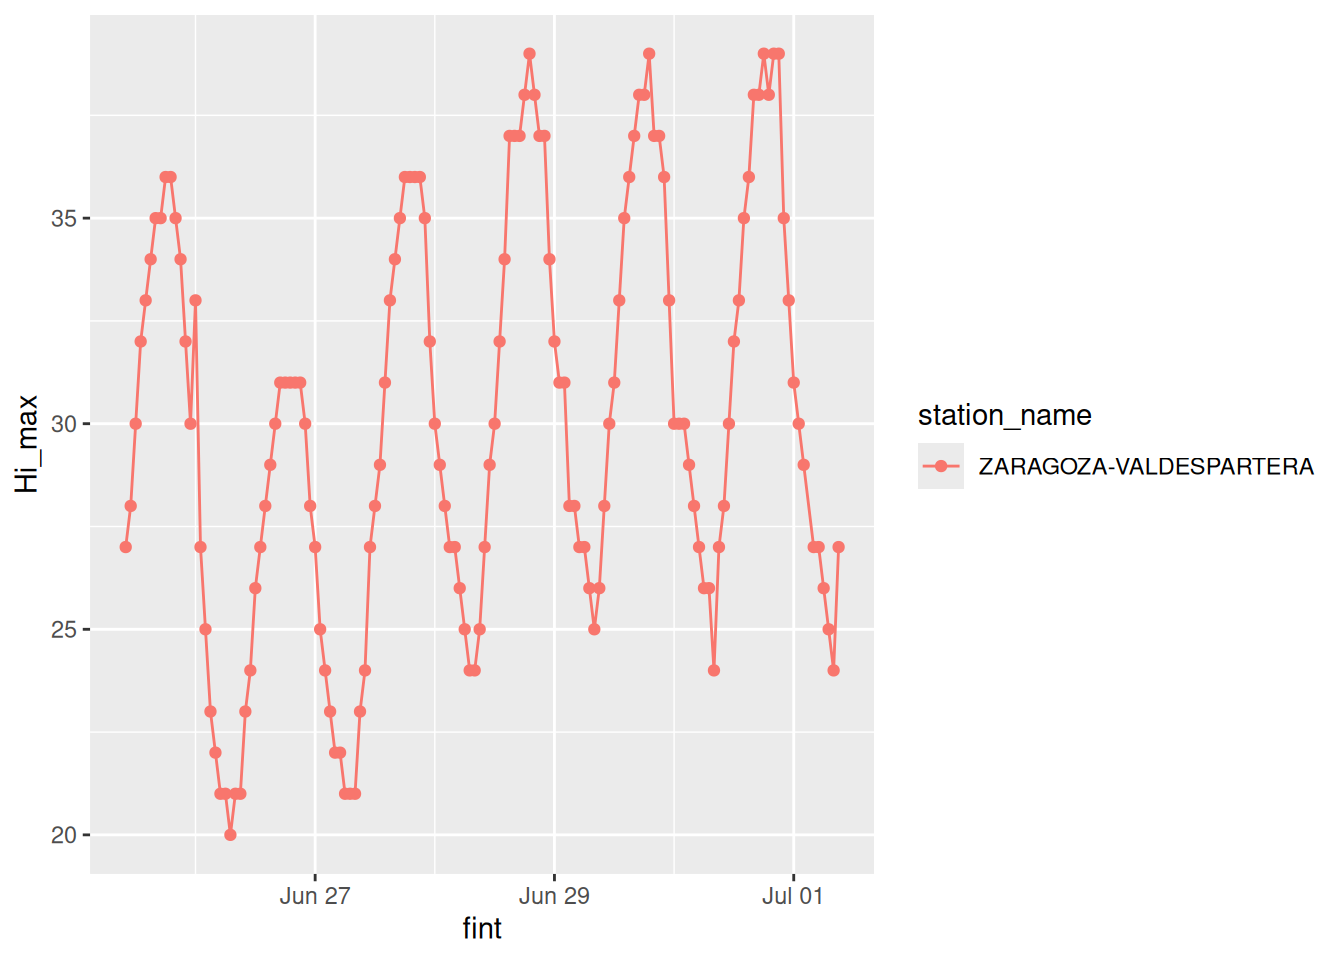 Hi_max
35
30
25
20
Jun 27
Jun 29
Jul 01
fint
station_name
ZARAGOZA-VALDESPARTERA